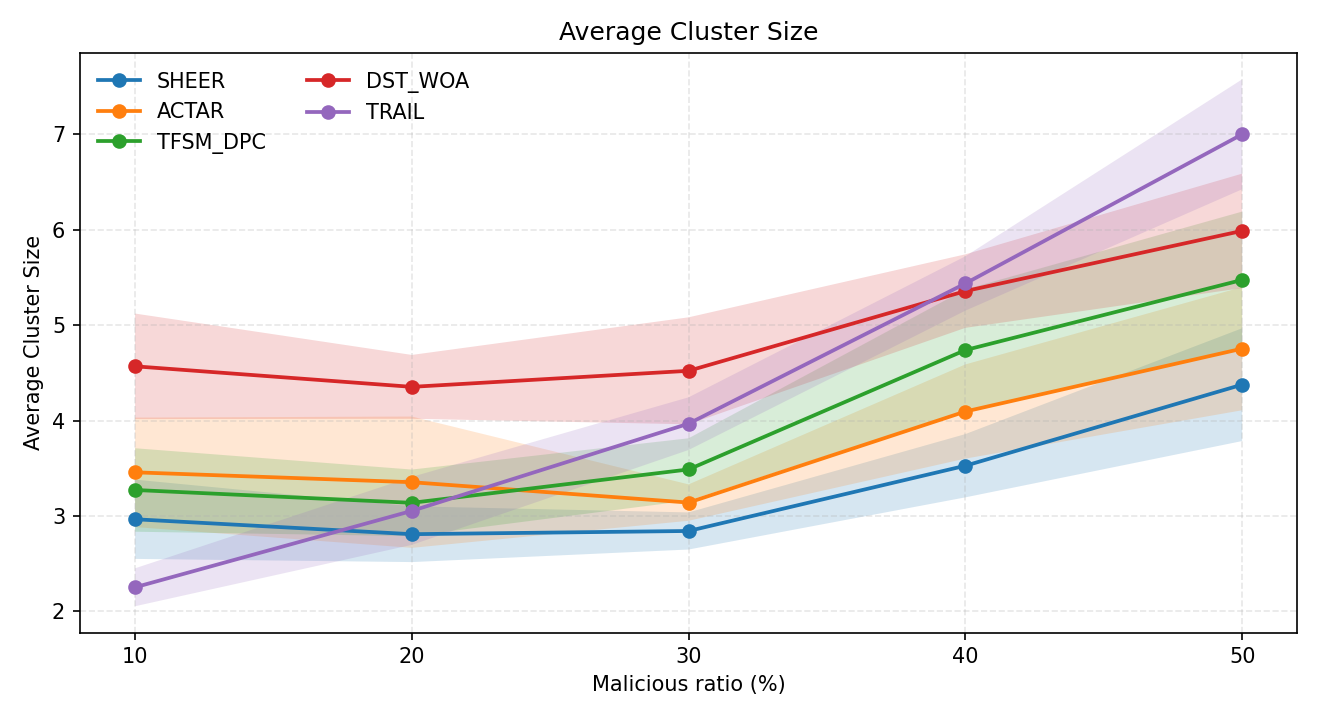 Average Cluster Size
SHEER
ACTAR
TFSM_DPC
DST_WOA
TRAIL
Average Cluster Size
7
6
5
4
3
2
10 20 30 40 50
Malicious ratio (%)